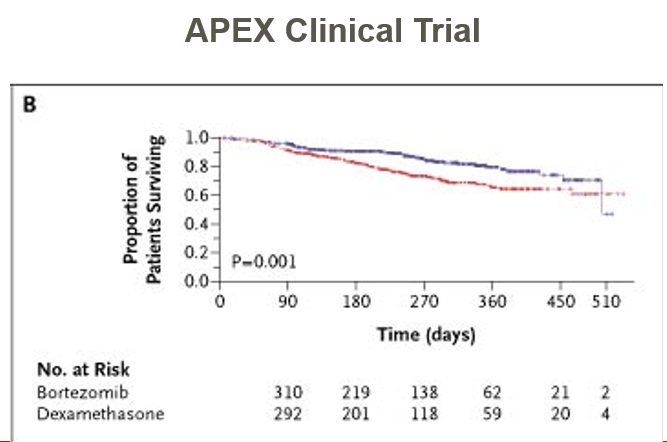 APEX Clinical Trial
B
Proportion of
Patients Surviving
1.0
0.8
0.6
0.4
0.2
0.0
P=0.001
0 90 180 270 360 450 510
Time (days)
No. at Risk
Bortezomib 310 219 138 62 21 2
Dexamethasone 292 201 118 59 20 4